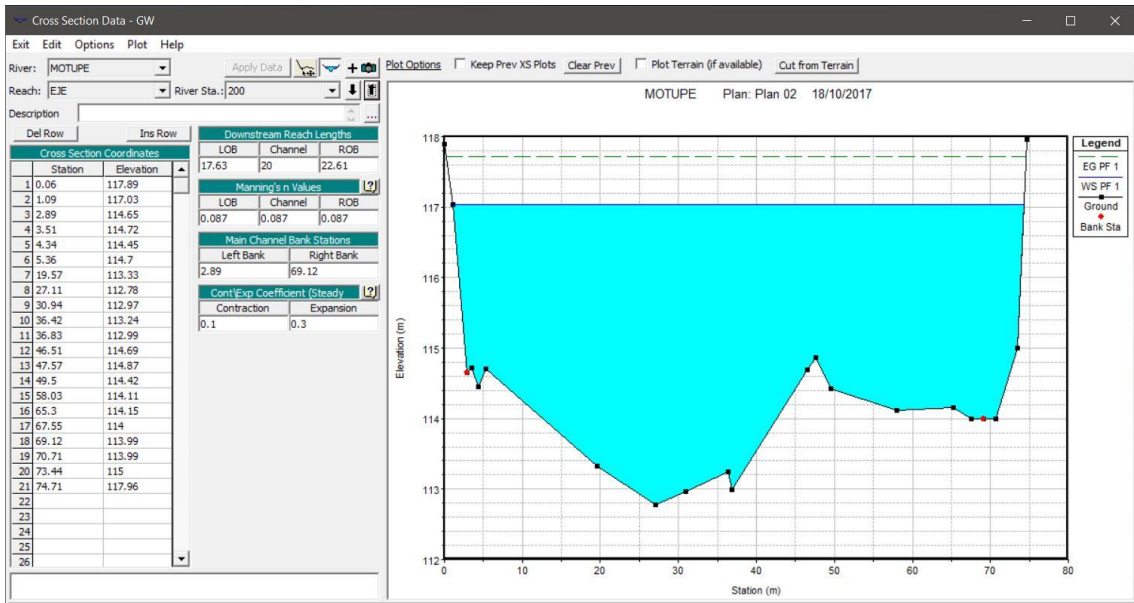 Cross Section Data - GW
Exit Edit Options Plot Help
River: MOTUPE Apply Data Plot Options Keep Prev XS Plots Clear Prev Plot Terrain (if available) Cut from Terrain
Reach: EJE River Sta.: 200
Description ...
Del Row Ins Row
Cross Section Coordinates
Station Elevation
1 0.06 117.89
2 1.09 117.03
3 2.89 114.65
4 3.51 114.72
5 4.34 114.45
6 5.36 114.7
7 19.57 113.33
8 27.11 112.78
9 30.94 112.97
10 36.42 113.24
11 36.83 112.99
12 46.51 114.69
13 47.57 114.87
14 49.5 114.42
15 58.03 114.11
16 65.3 114.15
17 67.55 114
18 69.12 113.99
19 70.71 113.99
20 73.44 115
21 74.71 117.96
22
23
24
25
26
Downstream Reach Lengths
LOB Channel ROB
17.63 20 22.61
Manning's n Values ?
LOB Channel ROB
0.087 0.087 0.087
Main Channel Bank Stations
Left Bank Right Bank
2.89 69.12
Cont\Exp Coefficient (Steady ?
Contraction Expansion
0.1 0.3
MOTUPE Plan: Plan 02 18/10/2017
118
117
116
115
114
113
112
Elevation (m)
0 10 20 30 40 50 60 70 80
Station (m)
Legend
EG PF 1
WS PF 1
Ground
Bank Sta